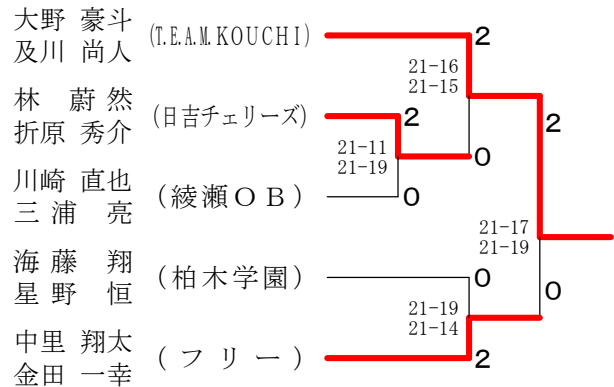 大野 豪斗
及川 尚人
(T.E.A.M.KOUCHI)
2
21-16
21-15
2
林 蔚然
折原 秀介
(日吉チェリーズ)
2
21-11
21-19
0
川崎 直也
三浦 亮
(綾瀬ＯＢ)
0
21-17
21-19
海藤 翔
星野 恒
(柏木学園)
0
0
21-19
21-14
中里 翔太
金田 一幸
(フリー)
2